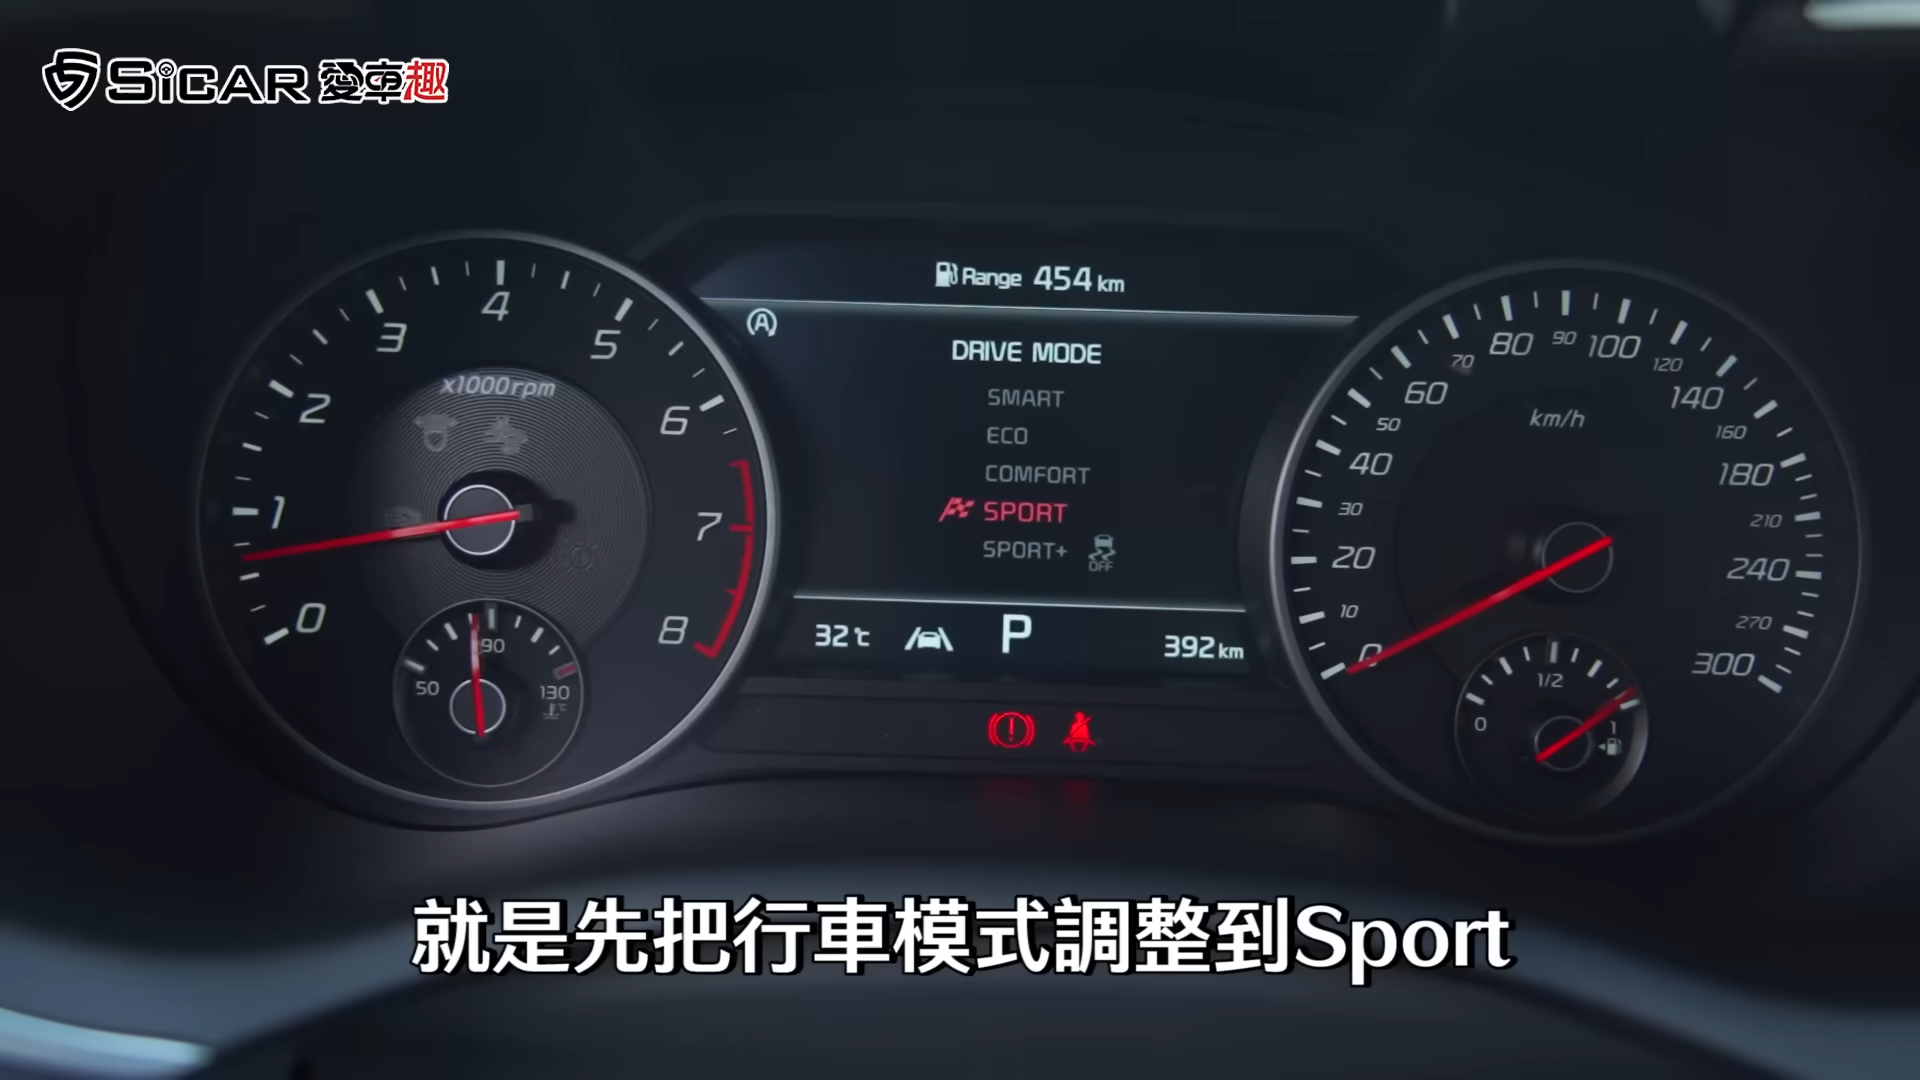 SiCAR 愛車趣
Range 454 km
A
DRIVE MODE
SMART
ECO
COMFORT
SPORT
SPORT+ OFF
32℃ P 392 km
x1000rpm
0 1 2 3 4 5 6 7 8
50 90 130 ℃
km/h
0 10 20 30 40 50 60 70 80 90 100 120 140 160 180 210 240 270 300
0 1/2 1
就是先把行車模式調整到Sport